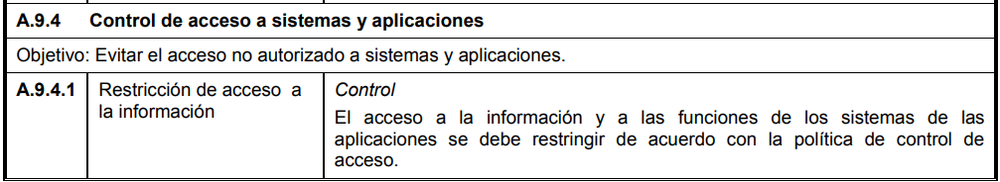 A.9.4 Control de acceso a sistemas y aplicaciones
Objetivo: Evitar el acceso no autorizado a sistemas y aplicaciones.
A.9.4.1 Restricción de acceso a
la información
Control
El acceso a la información y a las funciones de los sistemas de las
aplicaciones se debe restringir de acuerdo con la política de control de
acceso.